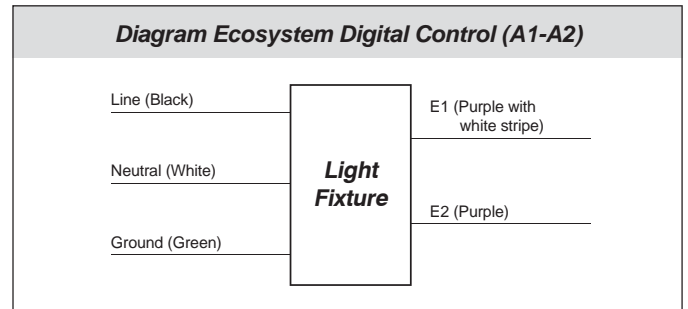 Diagram Ecosystem Digital Control (A1-A2)
Line (Black)
Neutral (White)
Ground (Green)
Light
Fixture
E1 (Purple with
white stripe)
E2 (Purple)